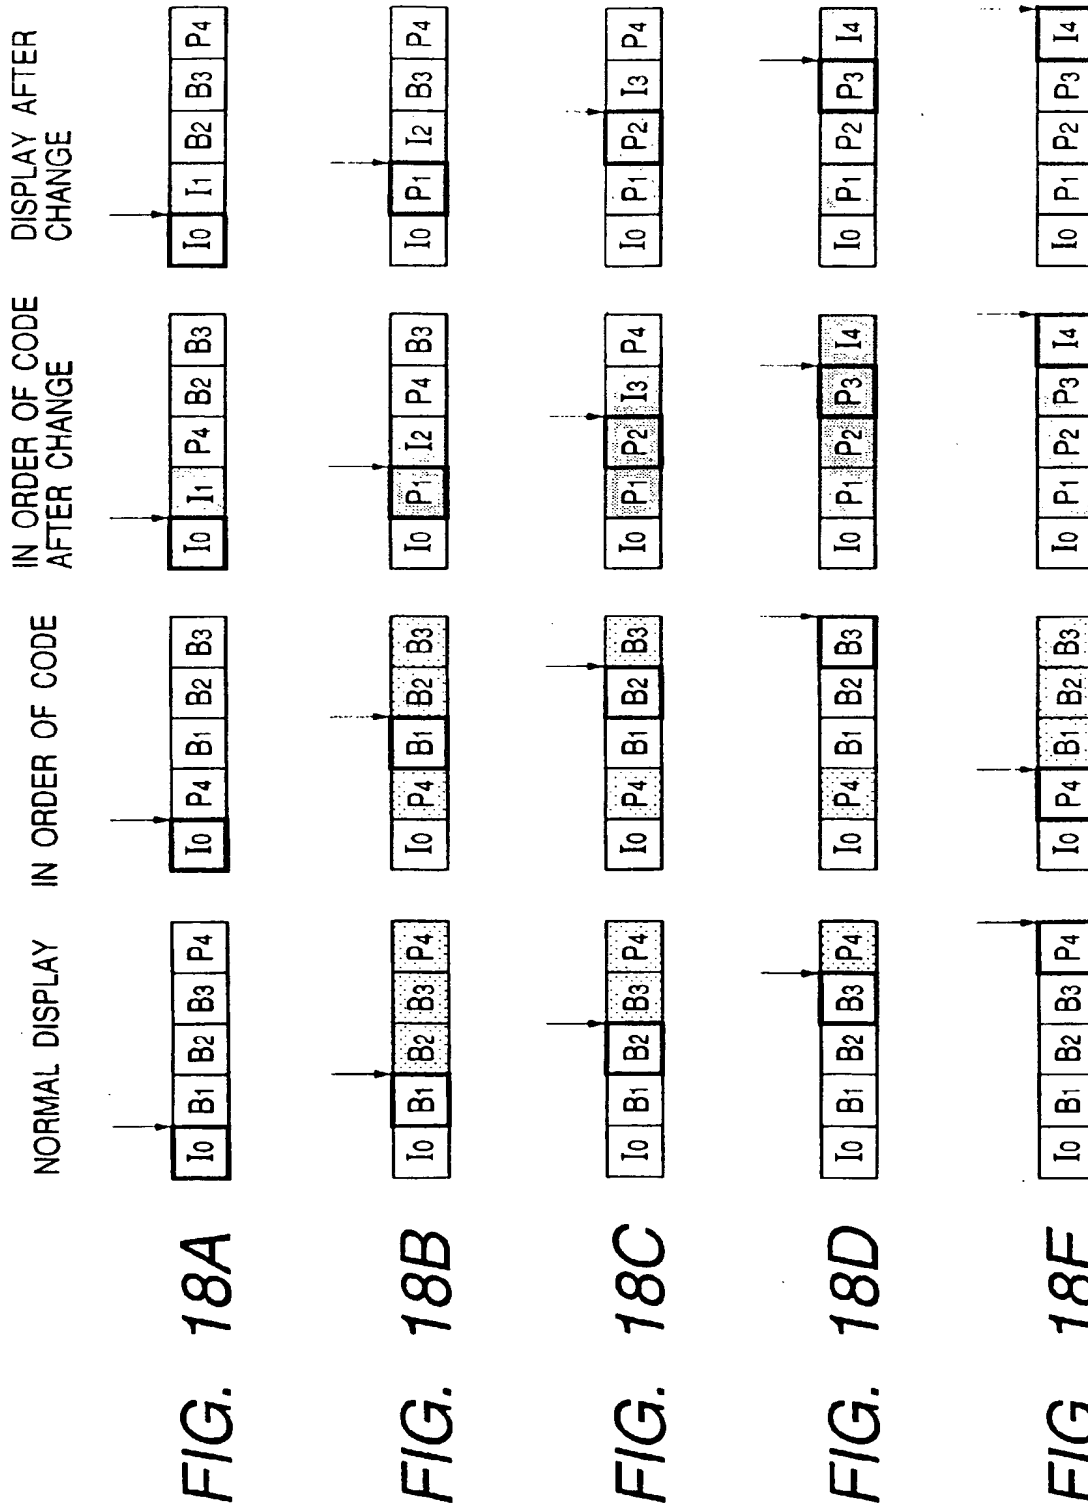 NORMAL DISPLAY
IN ORDER OF CODE
IN ORDER OF CODE
AFTER CHANGE
DISPLAY AFTER
CHANGE
FIG. 18A
I0 B1 B2 B3 P4
I0 P4 B1 B2 B3
I0 I1 P4 B2 B3
I0 I1 B2 B3 P4
FIG. 18B
I0 B1 B2 B3 P4
I0 P4 B1 B2 B3
I0 P1 I2 P4 B3
I0 P1 I2 B3 P4
FIG. 18C
I0 B1 B2 B3 P4
I0 P4 B1 B2 B3
I0 P1 P2 I3 P4
I0 P1 P2 I3 P4
FIG. 18D
I0 B1 B2 B3 P4
I0 P4 B1 B2 B3
I0 P1 P2 P3 I4
I0 P1 P2 P3 I4
FIG. 18E
I0 B1 B2 B3 P4
I0 P4 B1 B2 B3
I0 P1 P2 P3 I4
I0 P1 P2 P3 I4